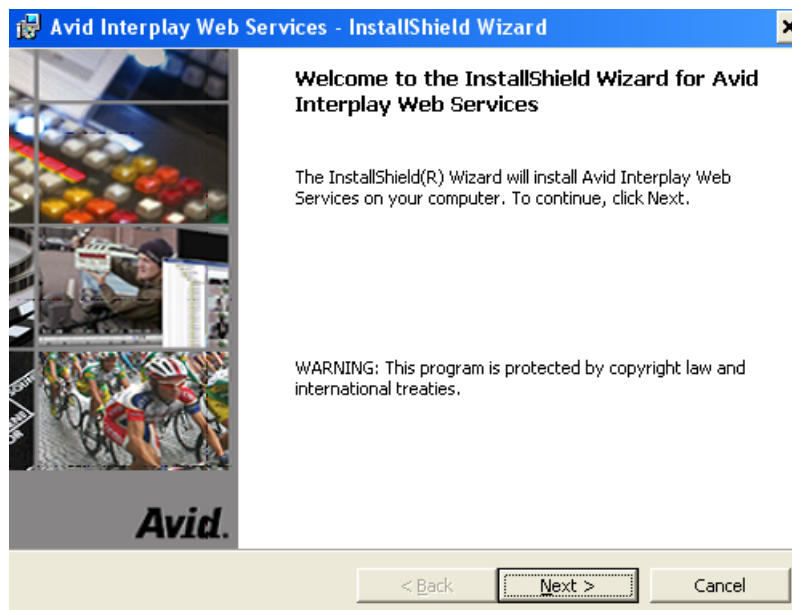 Avid Interplay Web Services - InstallShield Wizard
Welcome to the InstallShield Wizard for Avid
Interplay Web Services
The InstallShield(R) Wizard will install Avid Interplay Web
Services on your computer. To continue, click Next.
WARNING: This program is protected by copyright law and
international treaties.
Avid.
< Back
Next >
Cancel